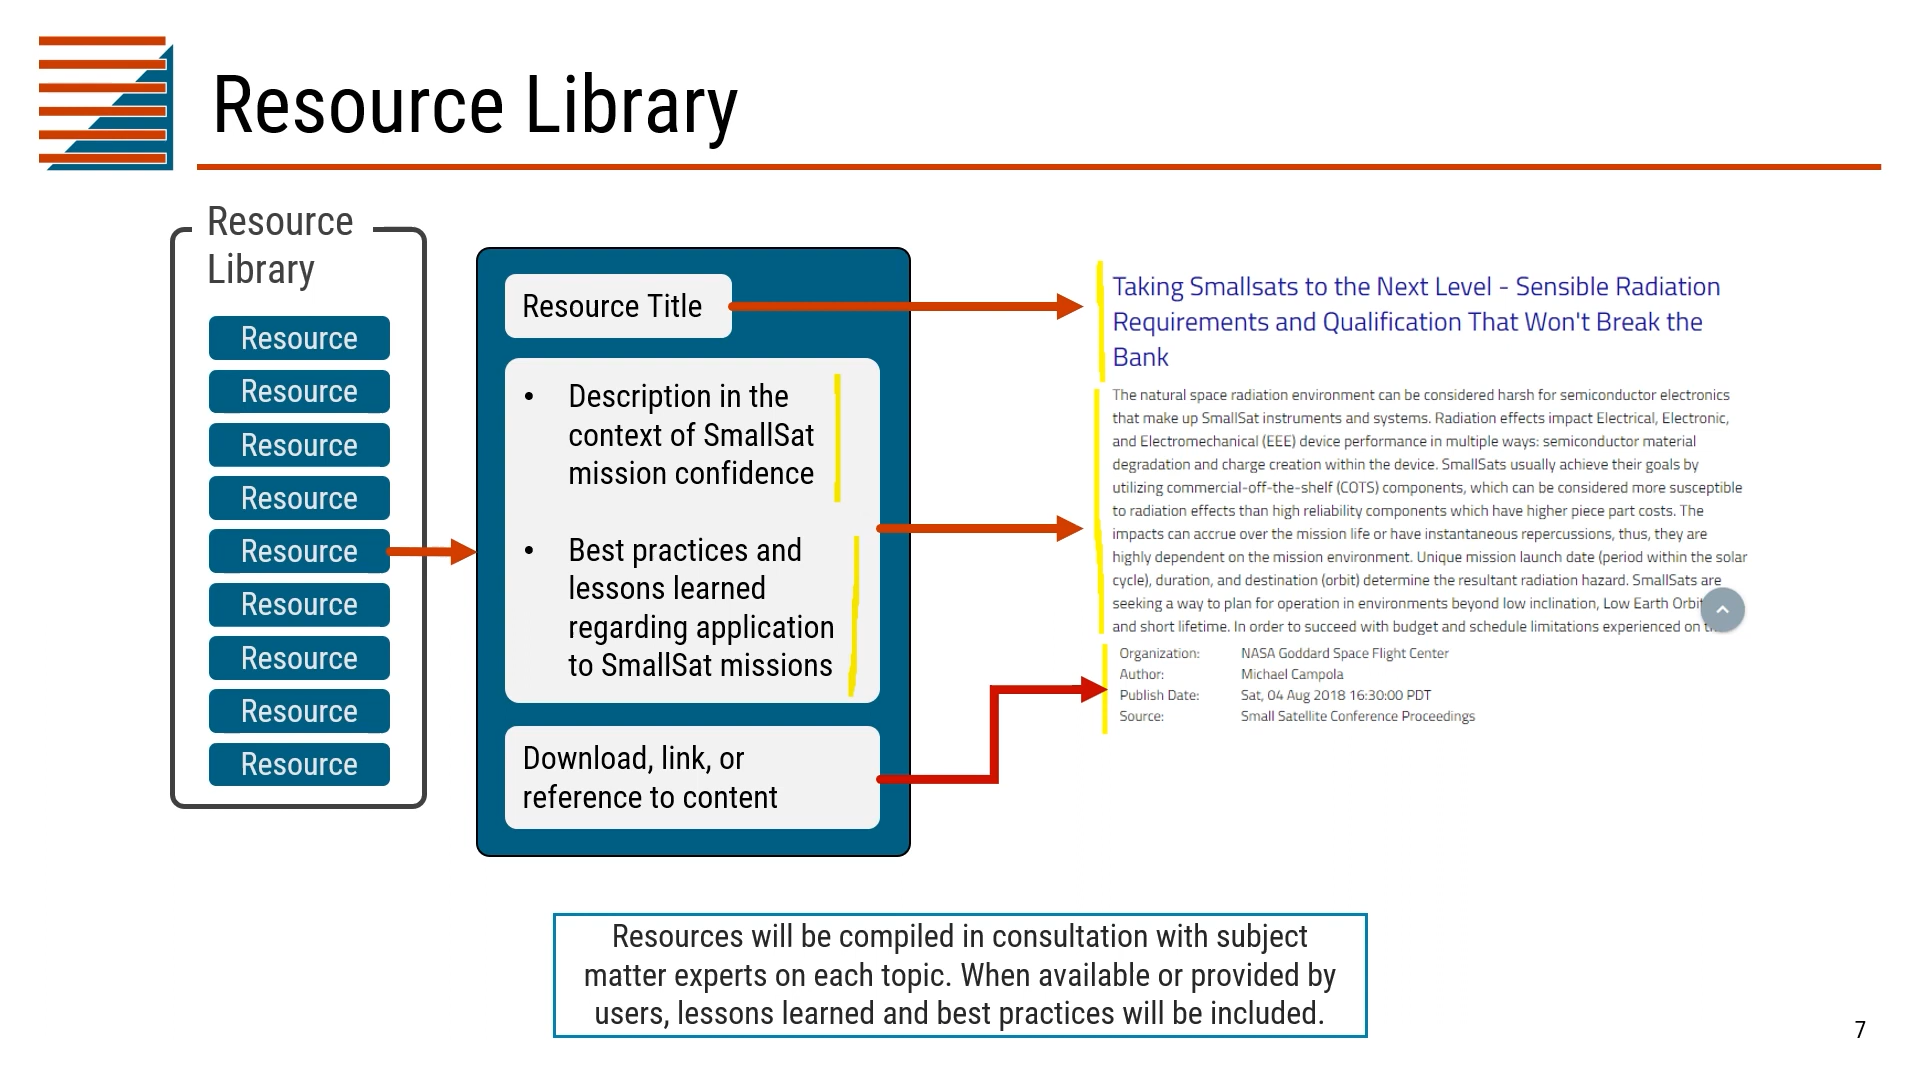 Resource Library
Resource
Library
Resource
Resource
Resource
Resource
Resource
Resource
Resource
Resource
Resource
Resource Title
• Description in the
context of SmallSat
mission confidence
• Best practices and
lessons learned
regarding application
to SmallSat missions
Download, link, or
reference to content
Taking Smallsats to the Next Level - Sensible Radiation
Requirements and Qualification That Won't Break the
Bank
The natural space radiation environment can be considered harsh for semiconductor electronics
that make up SmallSat instruments and systems. Radiation effects impact Electrical, Electronic,
and Electromechanical (EEE) device performance in multiple ways: semiconductor material
degradation and charge creation within the device. SmallSats usually achieve their goals by
utilizing commercial-off-the-shelf (COTS) components, which can be considered more susceptible
to radiation effects than high reliability components which have higher piece part costs. The
impacts can accrue over the mission life or have instantaneous repercussions, thus, they are
highly dependent on the mission environment. Unique mission launch date (period within the solar
cycle), duration, and destination (orbit) determine the resultant radiation hazard. SmallSats are
seeking a way to plan for operation in environments beyond low inclination, Low Earth Orbit
and short lifetime. In order to succeed with budget and schedule limitations experienced on
Organization: NASA Goddard Space Flight Center
Author: Michael Campola
Publish Date: Sat, 04 Aug 2018 16:30:00 PDT
Source: Small Satellite Conference Proceedings
Resources will be compiled in consultation with subject
matter experts on each topic. When available or provided by
users, lessons learned and best practices will be included.
7